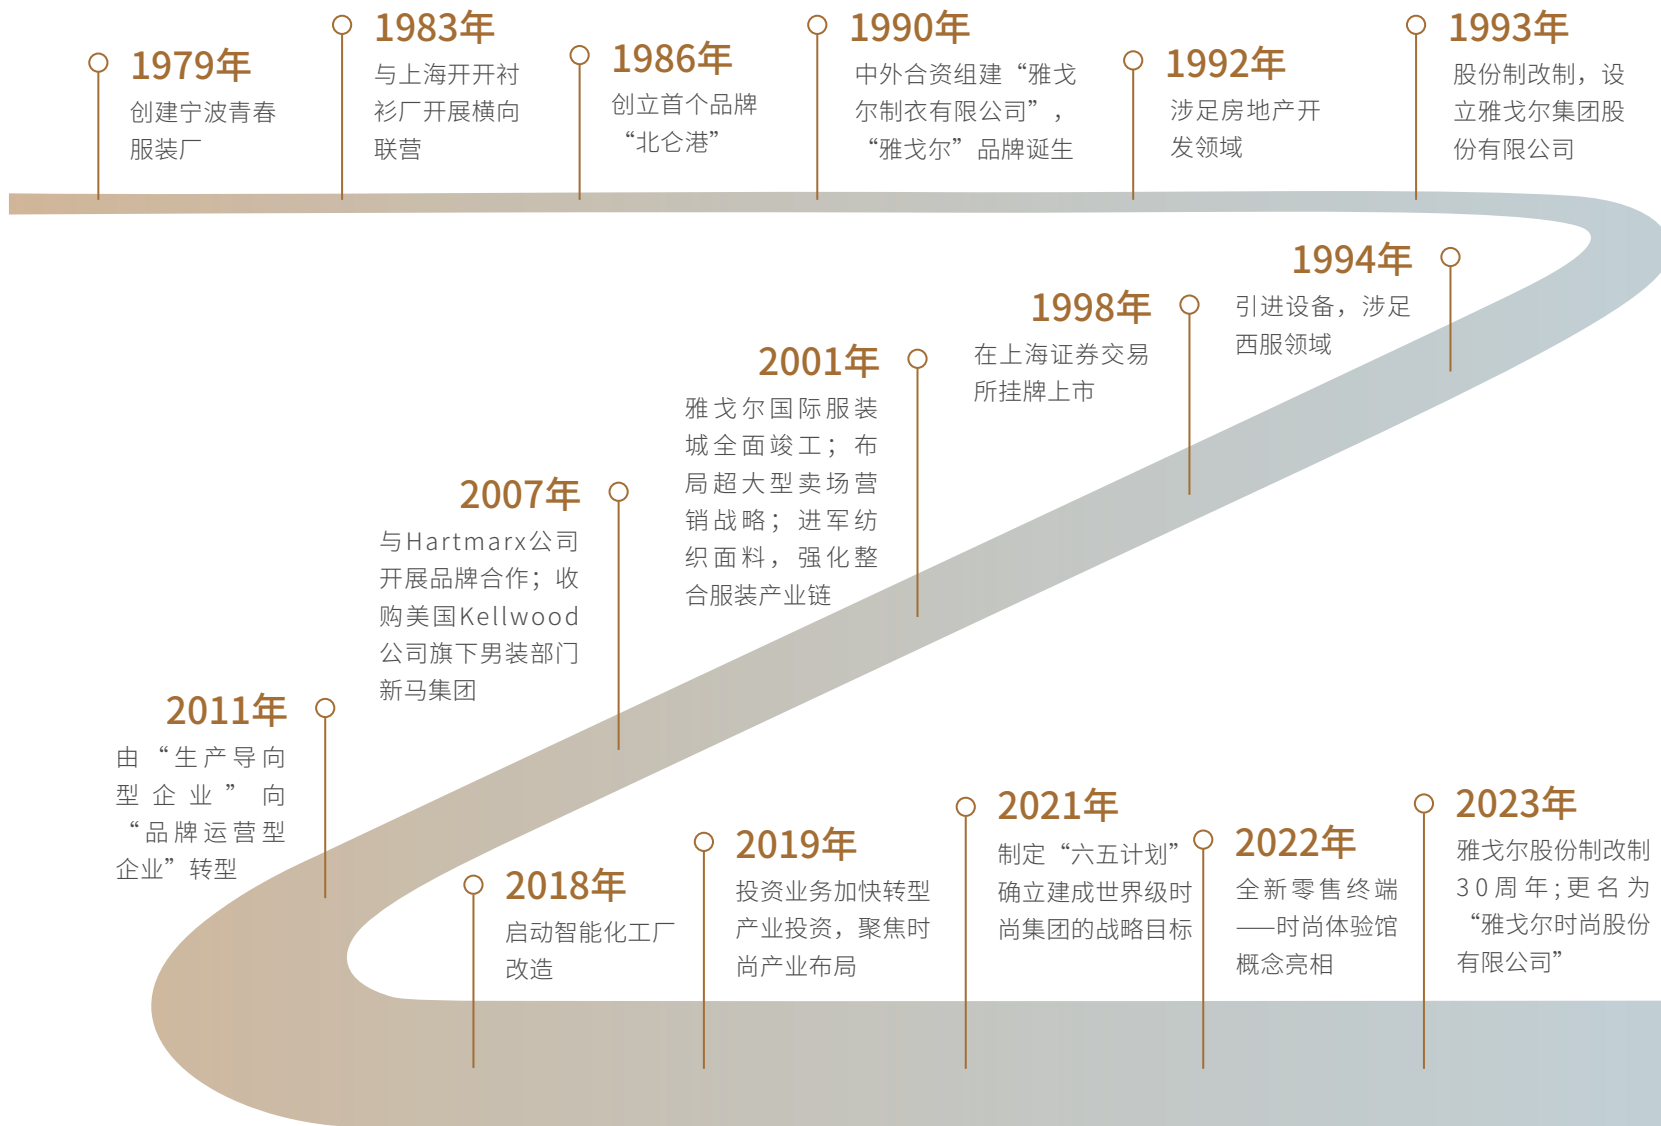 1979年
创建宁波青春
服装厂
1983年
与上海开开衬
衫厂开展横向
联营
1986年
创立首个品牌
“北仑港”
1990年
中外合资组建“雅戈
尔制衣有限公司”，
“雅戈尔”品牌诞生
1992年
涉足房地产开
发领域
1993年
股份制改制，设
立雅戈尔集团股
份有限公司
1994年
引进设备，涉足
西服领域
1998年
在上海证券交易
所挂牌上市
2001年
雅戈尔国际服装
城全面竣工；布
局超大型卖场营
销战略；进军纺
织面料，强化整
合服装产业链
2007年
与Hartmarx公司
开展品牌合作；收
购美国Kellwood
公司旗下男装部门
新马集团
2011年
由“生产导向
型企业”向
“品牌运营型
企业”转型
2018年
启动智能化工厂
改造
2019年
投资业务加快转型
产业投资，聚焦时
尚产业布局
2021年
制定“六五计划”
确立建成世界级时
尚集团的战略目标
2022年
全新零售终端
——时尚体验馆
概念亮相
2023年
雅戈尔股份制改制
30周年;更名为
“雅戈尔时尚股份
有限公司”